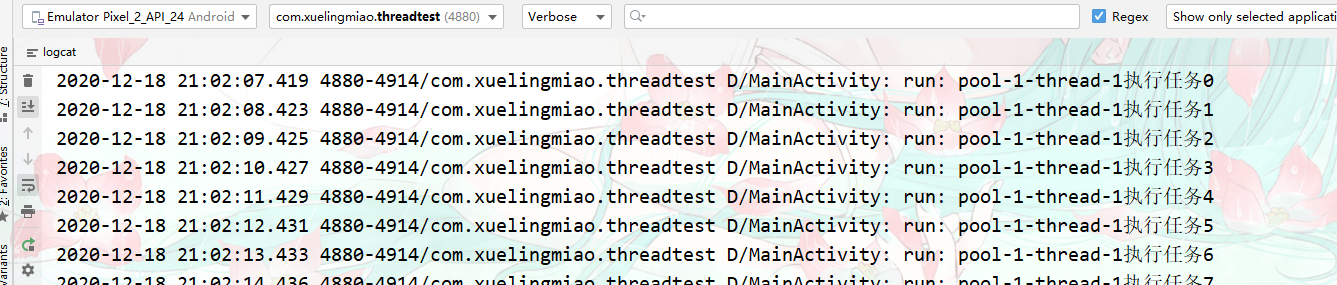 Emulator Pixel_2_API_24 Android
com.xuelingmiao.threadtest (4880)
Verbose
Regex
Show only selected applicati
logcat
Z: Structure
2: Favorites
Variants
2020-12-18 21:02:07.419 4880-4914/com.xuelingmiao.threadtest D/MainActivity: run: pool-1-thread-1执行任务0
2020-12-18 21:02:08.423 4880-4914/com.xuelingmiao.threadtest D/MainActivity: run: pool-1-thread-1执行任务1
2020-12-18 21:02:09.425 4880-4914/com.xuelingmiao.threadtest D/MainActivity: run: pool-1-thread-1执行任务2
2020-12-18 21:02:10.427 4880-4914/com.xuelingmiao.threadtest D/MainActivity: run: pool-1-thread-1执行任务3
2020-12-18 21:02:11.429 4880-4914/com.xuelingmiao.threadtest D/MainActivity: run: pool-1-thread-1执行任务4
2020-12-18 21:02:12.431 4880-4914/com.xuelingmiao.threadtest D/MainActivity: run: pool-1-thread-1执行任务5
2020-12-18 21:02:13.433 4880-4914/com.xuelingmiao.threadtest D/MainActivity: run: pool-1-thread-1执行任务6
2020-12-18 21:02:14.436 4880-4914/com.xuelingmiao.threadtest D/MainActivity: run: pool-1-thread-1执行任务7